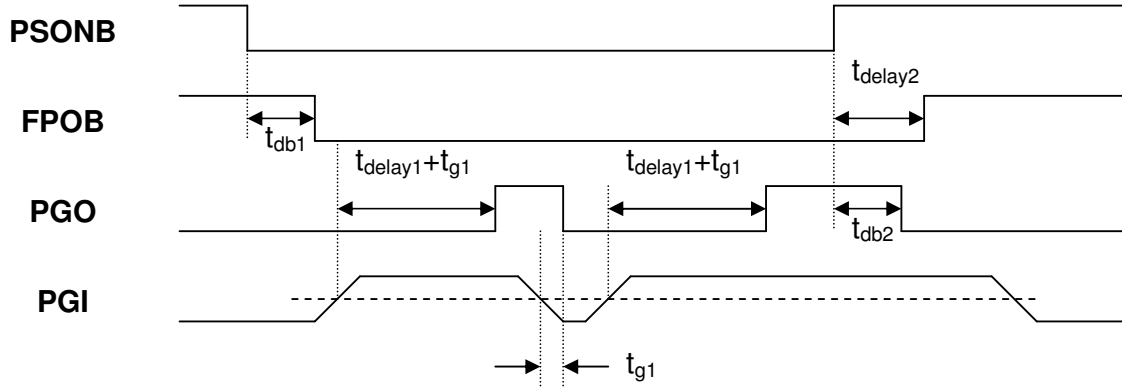 PSONB
t_delay2
FPOB
t_db1
t_delay1+t_g1
t_delay1+t_g1
PGO
t_db2
PGI
t_g1